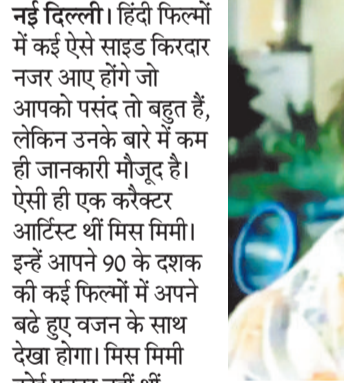 नई दिल्ली। हिंदी फिल्मों
में कई ऐसे साइड किरदार
नजर आए होंगे जो
आपको पसंद तो बहुत हैं,
लेकिन उनके बारे में कम
ही जानकारी मौजूद है।
ऐसी ही एक करैक्टर
आर्टिस्ट थीं मिस मिमी।
इन्हें आपने 90 के दशक
की कई फिल्मों में अपने
बढे हुए वजन के साथ
देखा होगा। मिस मिमी